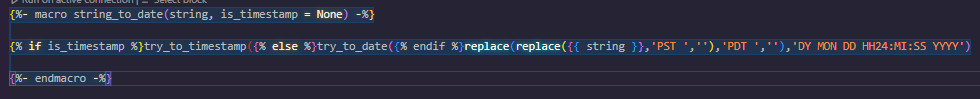 Run on active connection | ... Select block
{%- macro string_to_date(string, is_timestamp = None) -%}
{% if is_timestamp %}try_to_timestamp({% else %}try_to_date({% endif %}replace(replace({{ string }},'PST ',''),'PDT ',''),'DY MON DD HH24:MI:SS YYYY')
{%- endmacro -%}